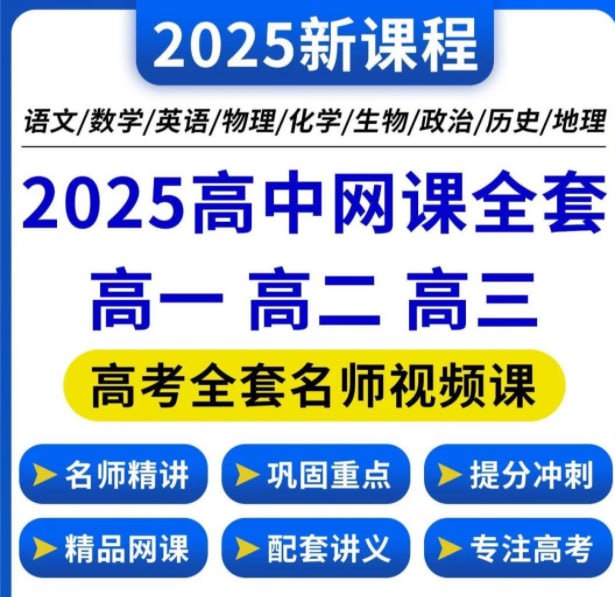 2025新课程
语文/数学/英语/物理/化学/生物/政治/历史/地理
2025高中网课全套
高一 高二 高三
高考全套名师视频课
名师精讲 巩固重点 提分冲刺
精品网课 配套讲义 专注高考